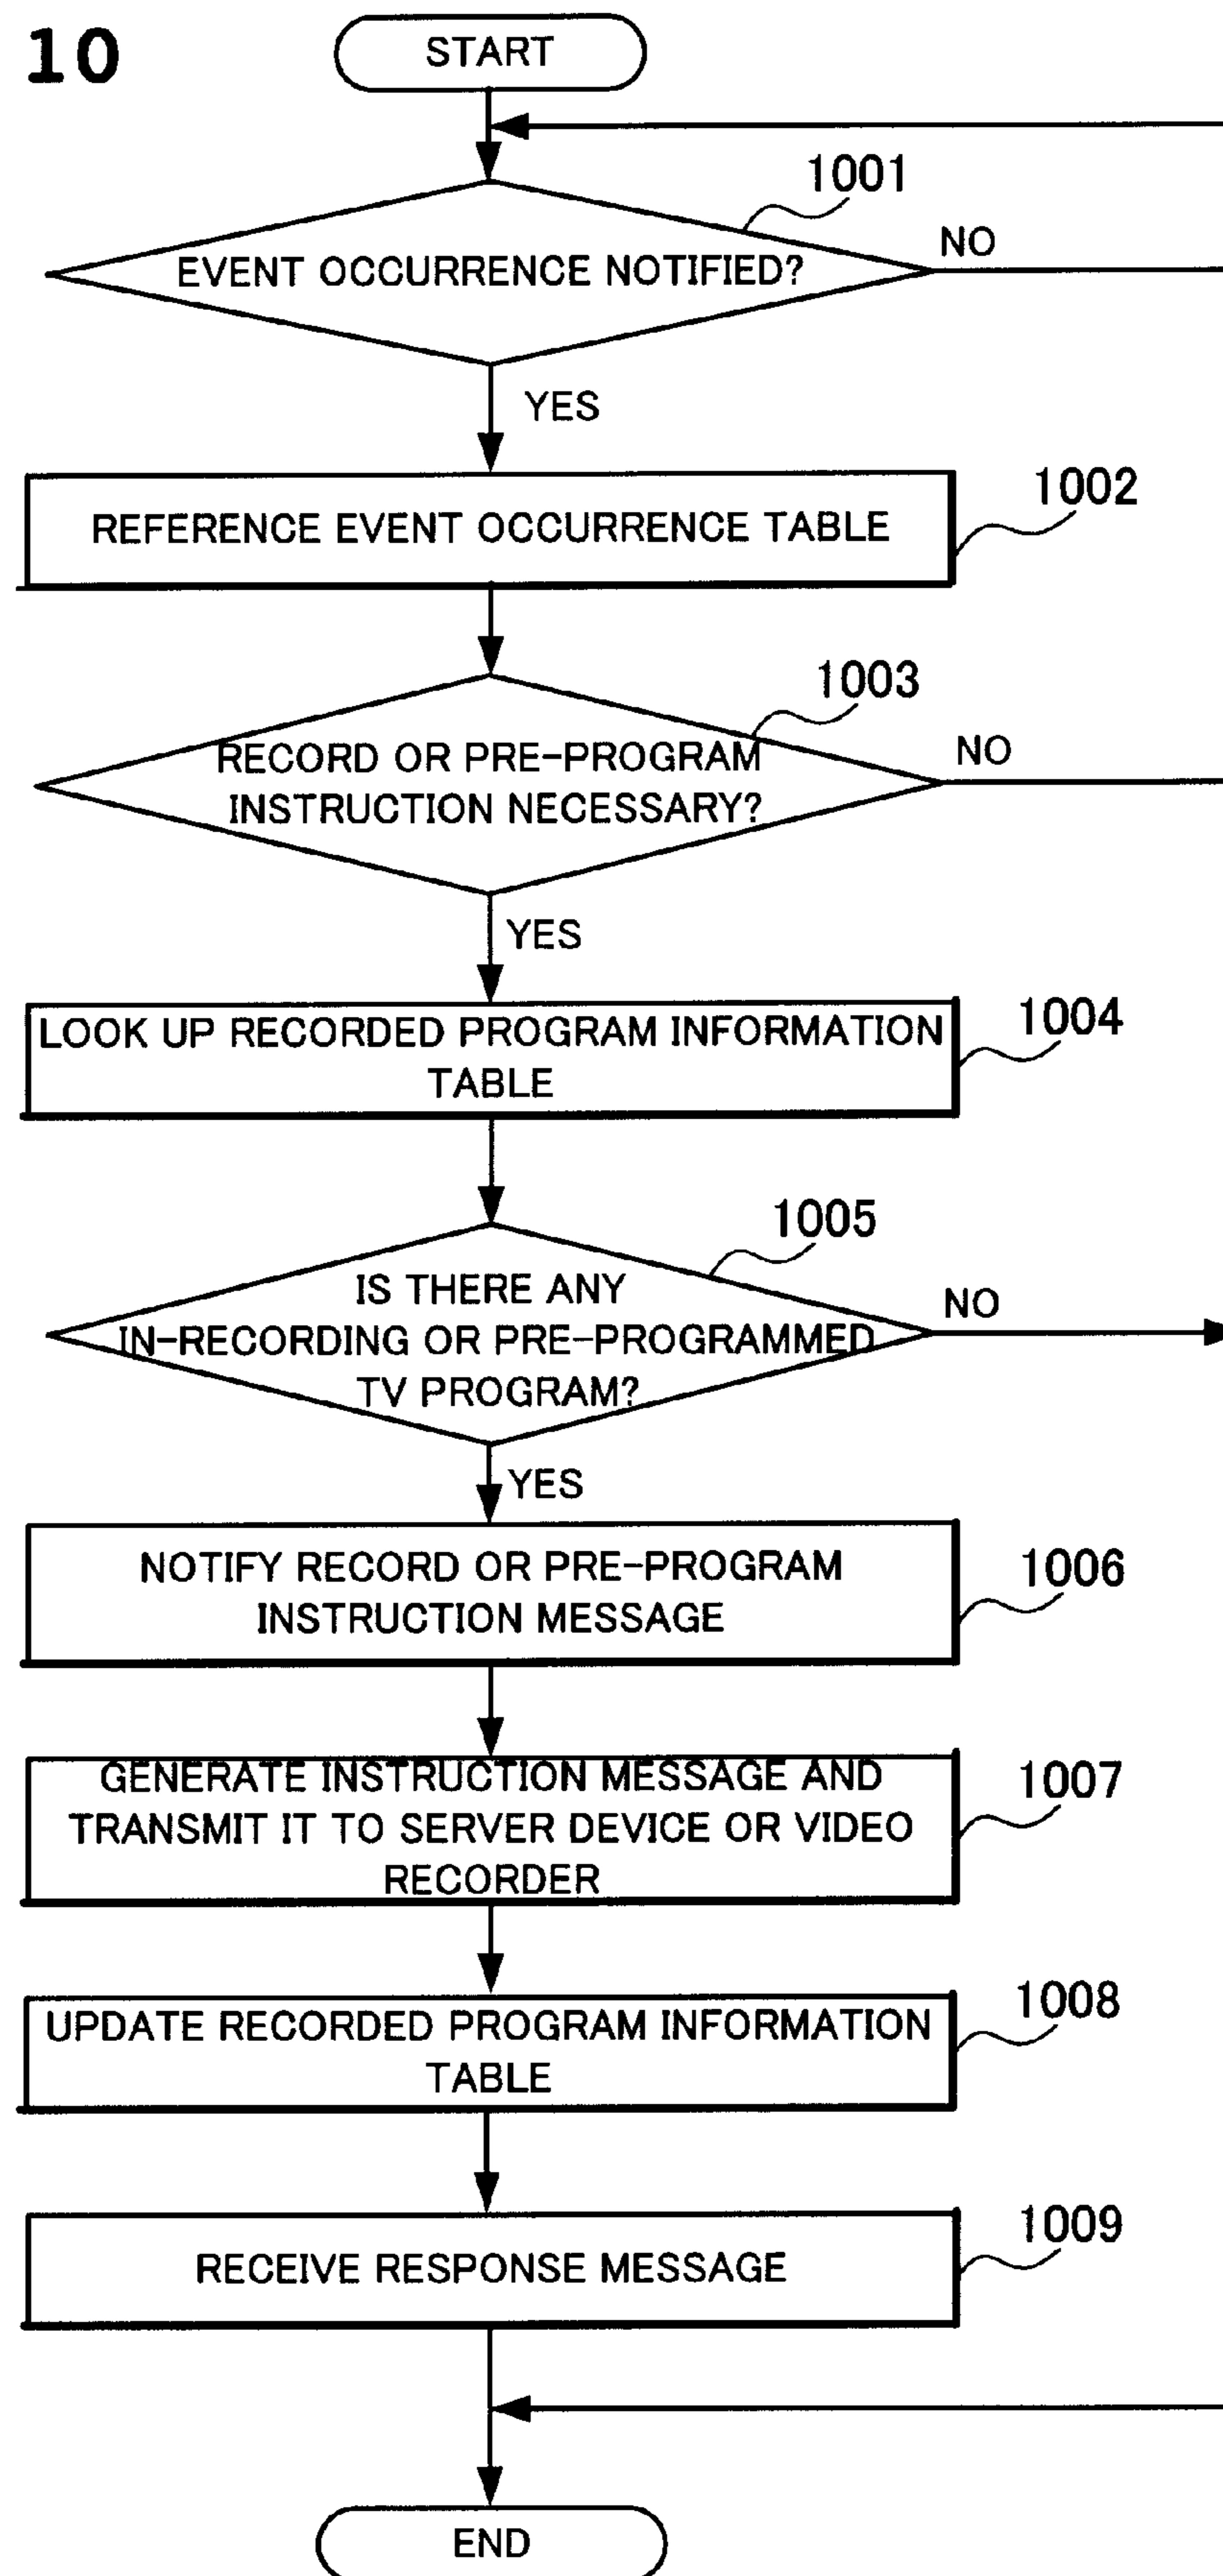 10
START
1001
EVENT OCCURRENCE NOTIFIED?
NO
YES
1002
REFERENCE EVENT OCCURRENCE TABLE
1003
RECORD OR PRE-PROGRAM
INSTRUCTION NECESSARY?
NO
YES
1004
LOOK UP RECORDED PROGRAM INFORMATION
TABLE
1005
IS THERE ANY
IN-RECORDING OR PRE-PROGRAMMED
TV PROGRAM?
NO
YES
1006
NOTIFY RECORD OR PRE-PROGRAM
INSTRUCTION MESSAGE
1007
GENERATE INSTRUCTION MESSAGE AND
TRANSMIT IT TO SERVER DEVICE OR VIDEO
RECORDER
1008
UPDATE RECORDED PROGRAM INFORMATION
TABLE
1009
RECEIVE RESPONSE MESSAGE
END